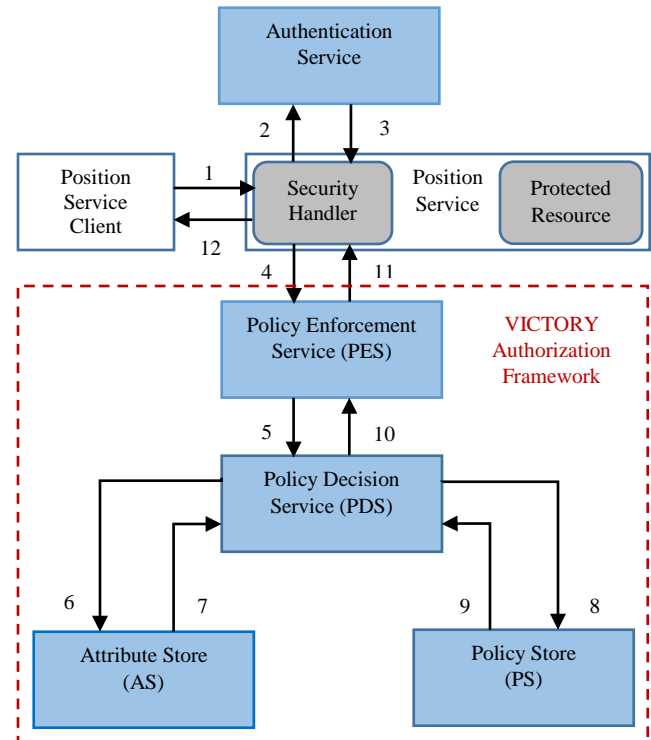 Authentication
Service
2
3
Position
Service
Client
1
12
Security
Handler
Position
Service
Protected
Resource
4
11
Policy Enforcement
Service (PES)
VICTORY
Authorization
Framework
5
10
Policy Decision
Service (PDS)
6
7
9
8
Attribute Store
(AS)
Policy Store
(PS)